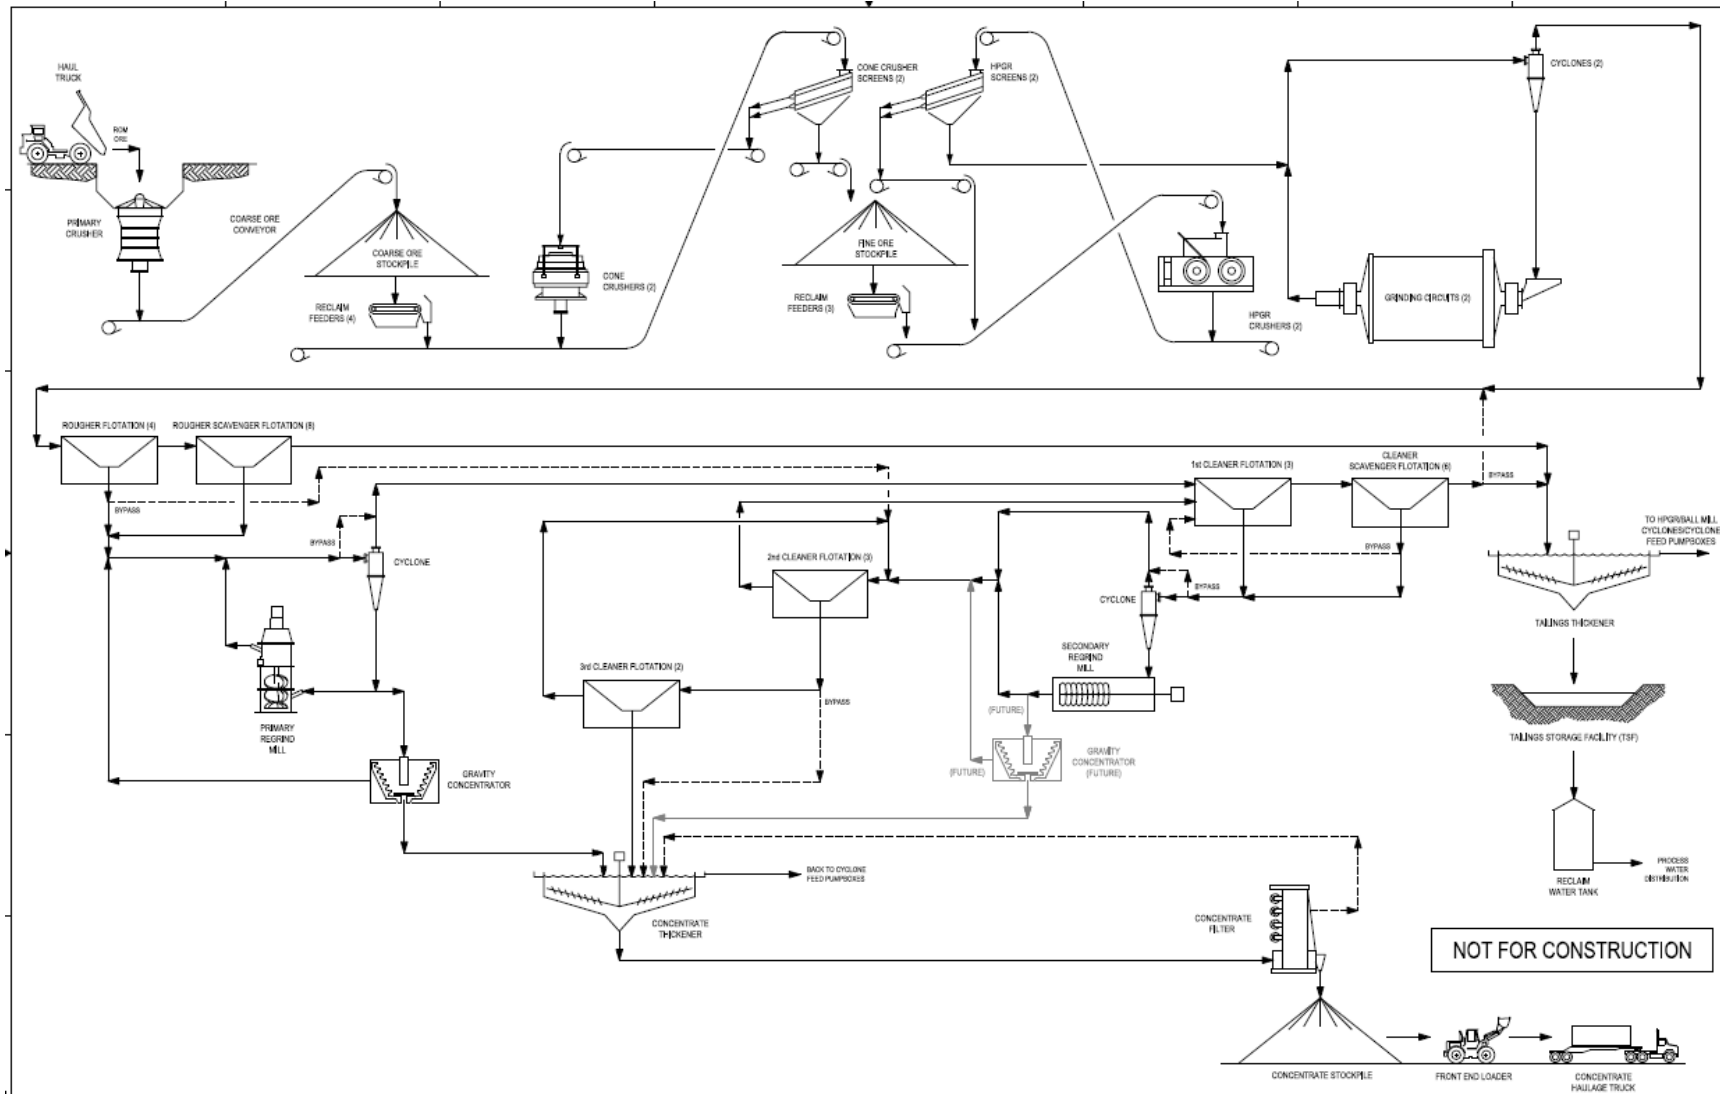 HAUL
TRUCK
ROM
ORE
PRIMARY
CRUSHER
COARSE ORE
CONVEYOR
COARSE ORE
STOCKPILE
RECLAIM
FEEDERS (4)
CONE
CRUSHERS (2)
CONE CRUSHER
SCREENS (2)
HPGR
SCREENS (2)
FINE ORE
STOCKPILE
RECLAIM
FEEDERS (3)
HPGR
CRUSHERS (2)
GRINDING CIRCUITS (2)
CYCLONES (2)
ROUGHER FLOTATION (4)
ROUGHER SCAVENGER FLOTATION (8)
BYPASS
BYPASS
CYCLONE
PRIMARY
REGRIND
MILL
GRAVITY
CONCENTRATOR
3rd CLEANER FLOTATION (2)
2nd CLEANER FLOTATION (3)
BYPASS
1st CLEANER FLOTATION (3)
CLEANER
SCAVENGER FLOTATION (6)
BYPASS
BYPASS
BYPASS
CYCLONE
SECONDARY
REGRIND
MILL
(FUTURE)
(FUTURE)
GRAVITY
CONCENTRATOR
(FUTURE)
TO HPGR/BALL MILL
CYCLONES/CYCLONE
FEED PUMPBOXES
TAILINGS THICKENER
TAILINGS STORAGE FACILITY (TSF)
RECLAIM
WATER TANK
PROCESS
WATER
DISTRIBUTION
BACK TO CYCLONE
FEED PUMPBOXES
CONCENTRATE
THICKENER
CONCENTRATE
FILTER
NOT FOR CONSTRUCTION
CONCENTRATE STOCKPILE
FRONT END LOADER
CONCENTRATE
HAULAGE TRUCK